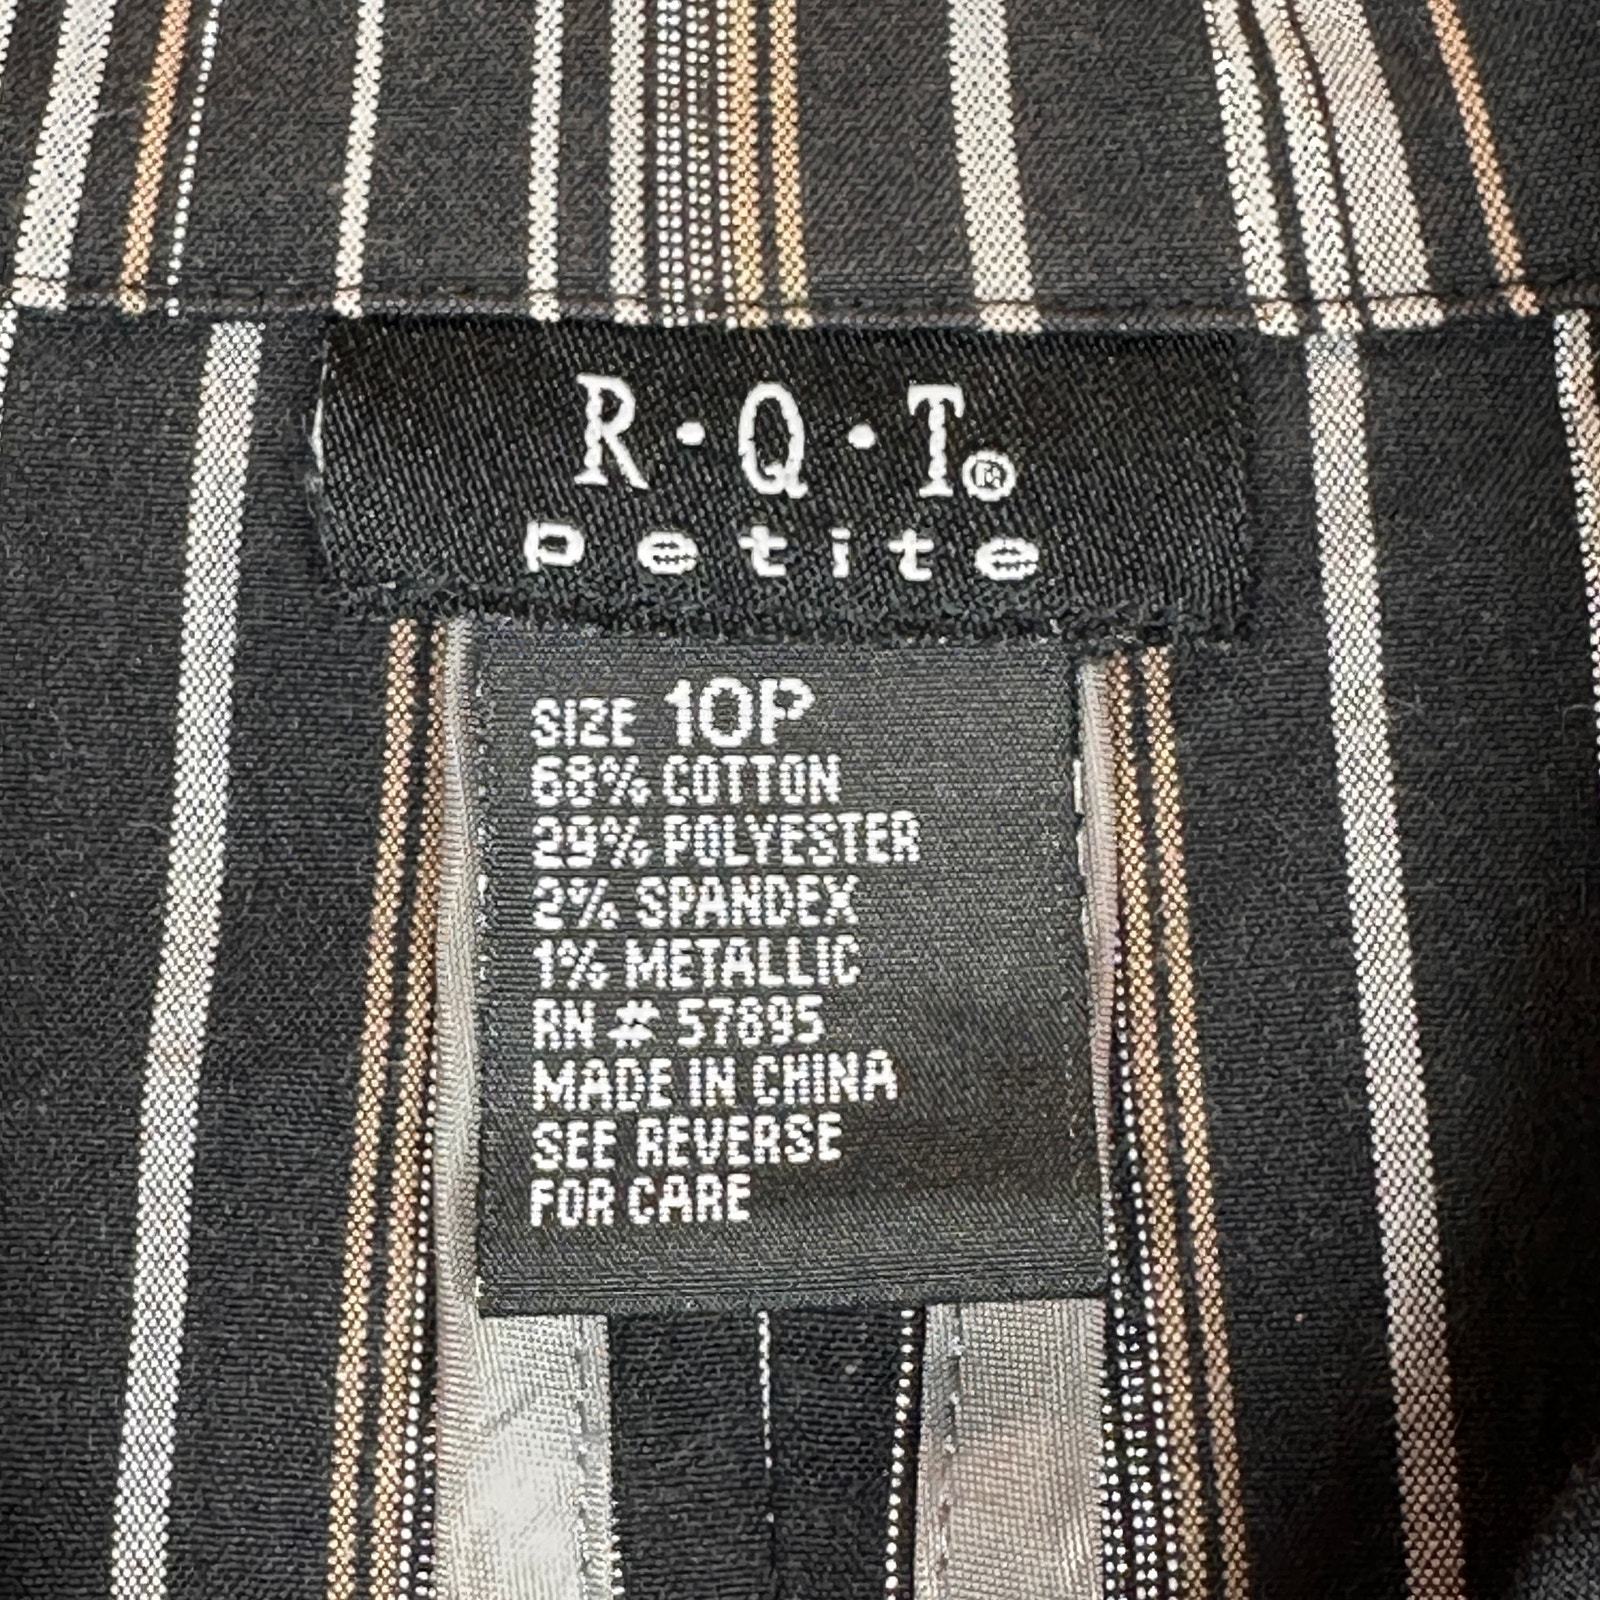 R·Q·T®
petite
SIZE 10P
68% COTTON
29% POLYESTER
2% SPANDEX
1% METALLIC
RN # 57895
MADE IN CHINA
SEE REVERSE
FOR CARE